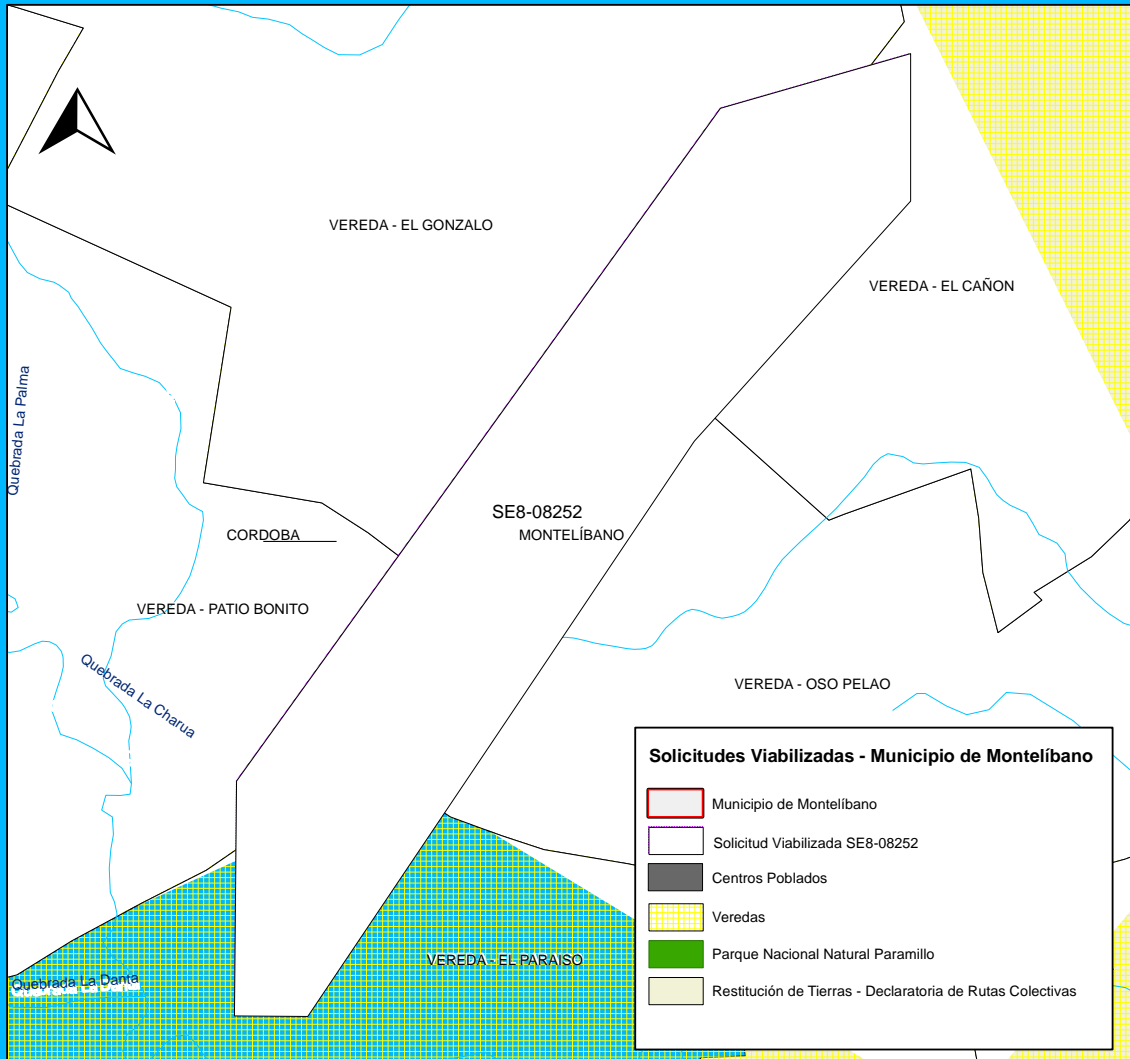 VEREDA - EL GONZALO
VEREDA - EL CAÑON
Quebrada La Palma
SE8-08252
MONTELÍBANO
CORDOBA
VEREDA - PATIO BONITO
Quebrada La Charua
VEREDA - OSO PELAO
VEREDA - EL PARAISO
Quebrada La Danta
Solicitudes Viabilizadas - Municipio de Montelíbano
Municipio de Montelíbano
Solicitud Viabilizada SE8-08252
Centros Poblados
Veredas
Parque Nacional Natural Paramillo
Restitución de Tierras - Declaratoria de Rutas Colectivas